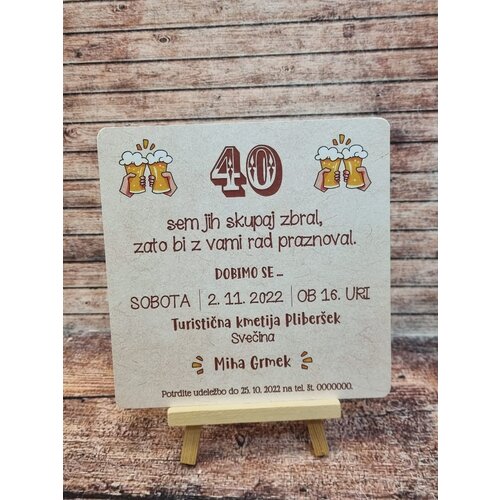 40
sem jih skupaj zbral,
zato bi z vami rad praznoval.
DOBIMO SE ...
SOBOTA | 2. 11. 2022 | OB 16. URI
Turistična kmetija Pliberšek
Svečina
Miha Grmek
Potrdite udeležbo do 25. 10. 2022 na tel. št. 0000000.